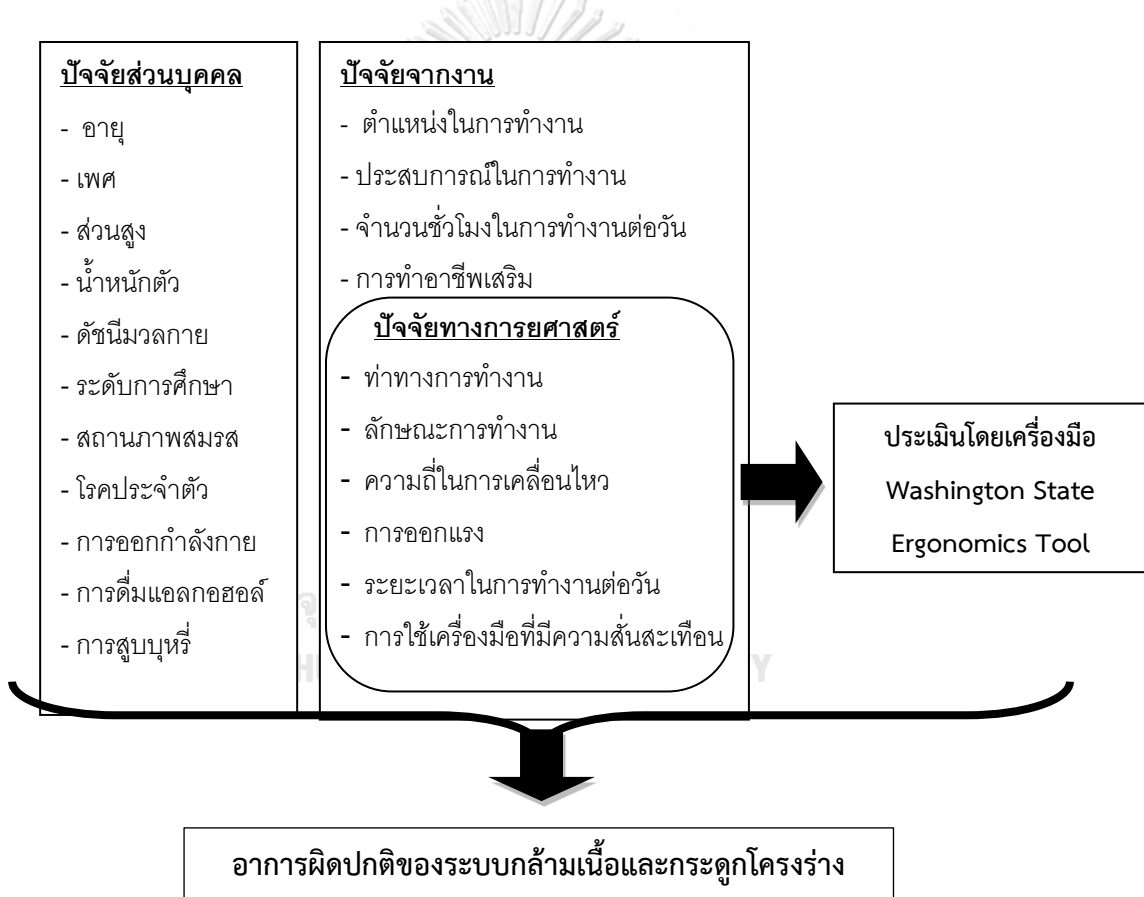 ปัจจัยส่วนบุคคล
- อายุ
- เพศ
- ส่วนสูง
- น้ำหนักตัว
- ดัชนีมวลกาย
- ระดับการศึกษา
- สถานภาพสมรส
- โรคประจำตัว
- การออกกำลังกาย
- การดื่มแอลกอฮอล์
- การสูบบุหรี่
ปัจจัยจากงาน
- ตำแหน่งในการทำงาน
- ประสบการณ์ในการทำงาน
- จำนวนชั่วโมงในการทำงานต่อวัน
- การทำอาชีพเสริม
ปัจจัยทางการยศาสตร์
- ท่าทางการทำงาน
- ลักษณะการทำงาน
- ความถี่ในการเคลื่อนไหว
- การออกแรง
- ระยะเวลาในการทำงานต่อวัน
- การใช้เครื่องมือที่มีความสั่นสะเทือน
ประเมินโดยเครื่องมือ
Washington State
Ergonomics Tool
อาการผิดปกติของระบบกล้ามเนื้อและกระดูกโครงร่าง